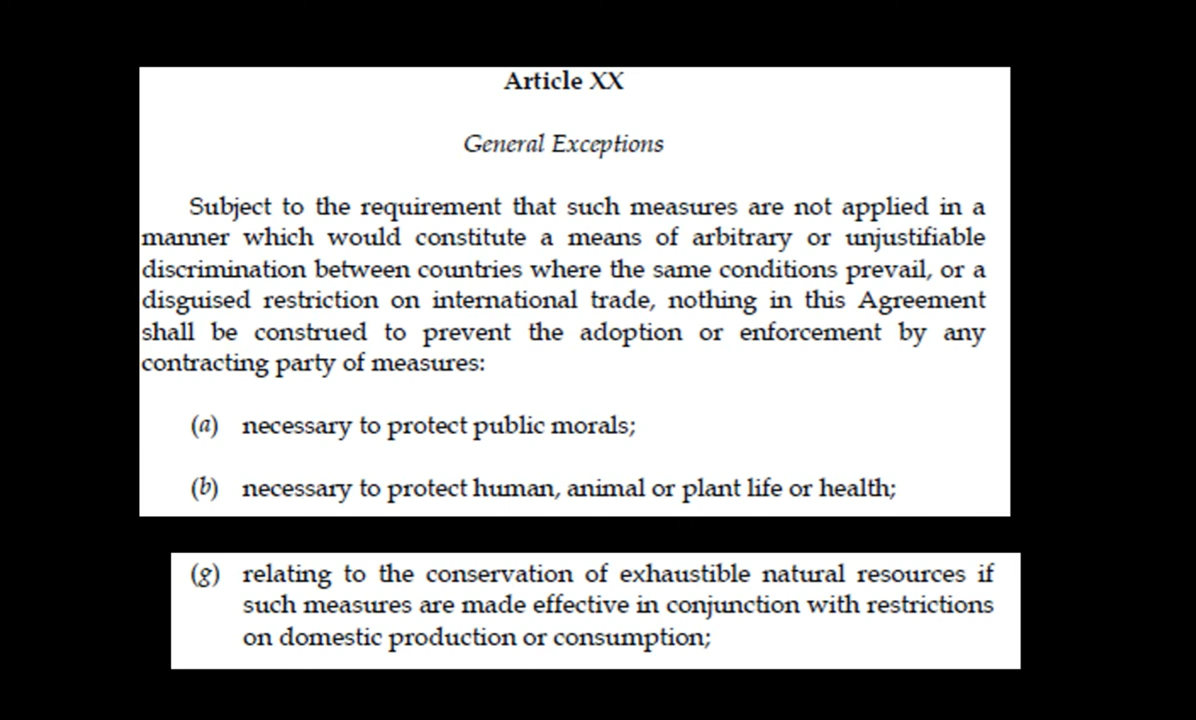 Article XX
General Exceptions
Subject to the requirement that such measures are not applied in a
manner which would constitute a means of arbitrary or unjustifiable
discrimination between countries where the same conditions prevail, or a
disguised restriction on international trade, nothing in this Agreement
shall be construed to prevent the adoption or enforcement by any
contracting party of measures:
(a) necessary to protect public morals;
(b) necessary to protect human, animal or plant life or health;
(g) relating to the conservation of exhaustible natural resources if
such measures are made effective in conjunction with restrictions
on domestic production or consumption;